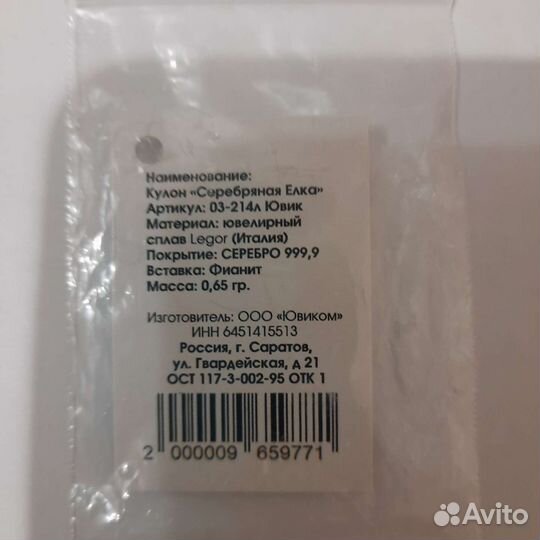 Наименование:
Кулон «Серебряная Елка»
Артикул: 03-214л Ювик
Материал: ювелирный
сплав Legor (Италия)
Покрытие: СЕРЕБРО 999,9
Вставка: Фианит
Масса: 0,65 гр.
Изготовитель: ООО «Ювиком»
ИНН 6451415513
Россия, г. Саратов,
ул. Гвардейская, д 21
ОСТ 117-3-002-95 ОТК 1
2 000009 659771
Avito